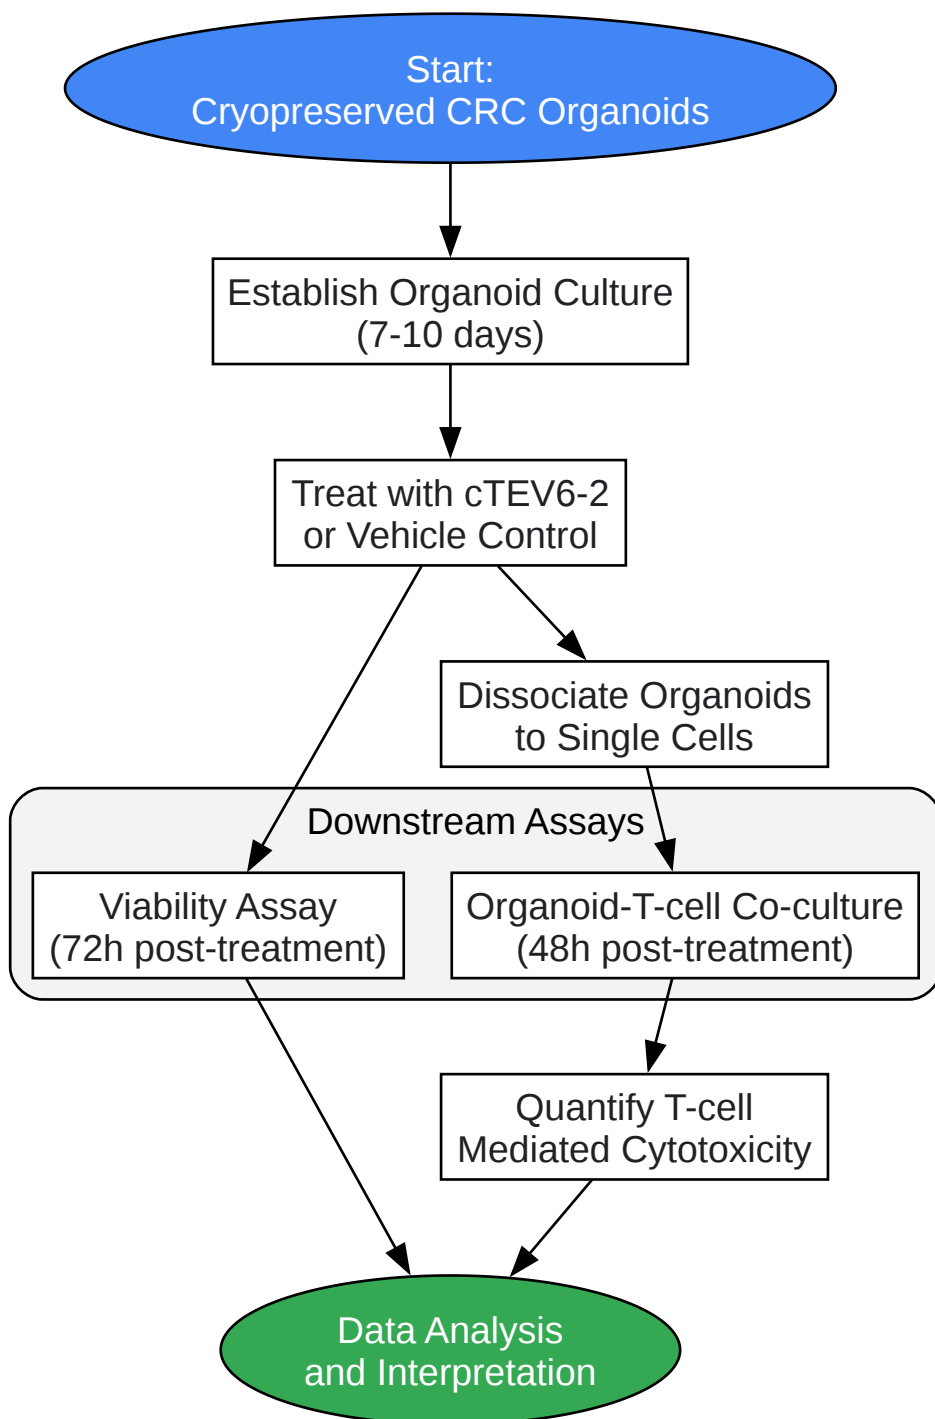 Start:
Cryopreserved CRC Organoids
Establish Organoid Culture
(7-10 days)
Treat with cTEV6-2
or Vehicle Control
Dissociate Organoids
to Single Cells
Downstream Assays
Viability Assay
(72h post-treatment)
Organoid-T-cell Co-culture
(48h post-treatment)
Quantify T-cell
Mediated Cytotoxicity
Data Analysis
and Interpretation